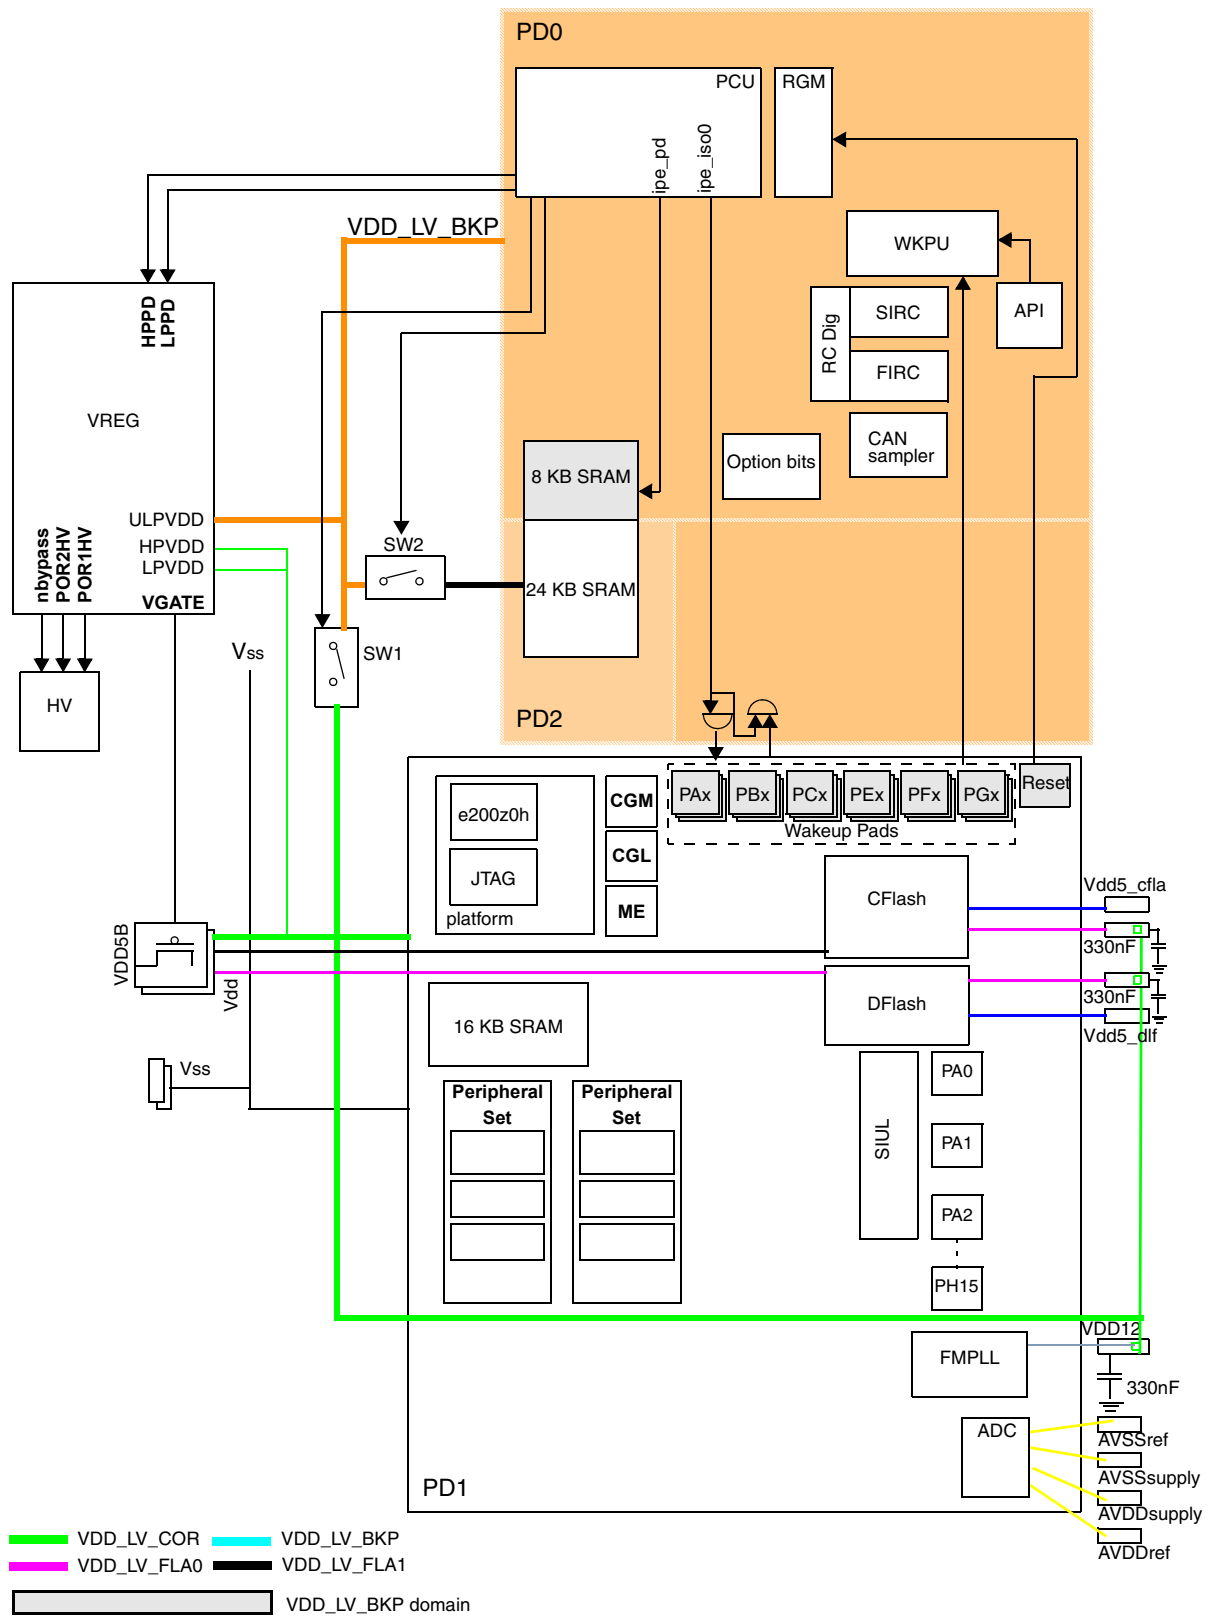 PD0
PCU
RGM
ipe_pd
ipe_iso0
VDD_LV_BKP
WKPU
HPPD
LPPD
RC Dig
SIRC
API
FIRC
VREG
CAN
sampler
Option bits
8 KB SRAM
ULPVDD
HPVDD
LPVDD
nbypass
POR2HV
POR1HV
VGATE
SW2
24 KB SRAM
Vss
SW1
HV
PD2
PAx
PBx
PCx
PEx
PFx
PGx
Reset
Wakeup Pads
e200z0h
JTAG
platform
CGM
CGL
ME
CFlash
Vdd5_cfla
330nF
VDD5B
Vdd
DFlash
330nF
Vdd5_dlf
16 KB SRAM
Vss
Peripheral
Set
Peripheral
Set
SIUL
PA0
PA1
PA2
PH15
VDD12
FMPLL
330nF
ADC
AVSSref
AVSSsupply
AVDDsupply
AVDDref
PD1
VDD_LV_COR
VDD_LV_BKP
VDD_LV_FLA0
VDD_LV_FLA1
VDD_LV_BKP domain